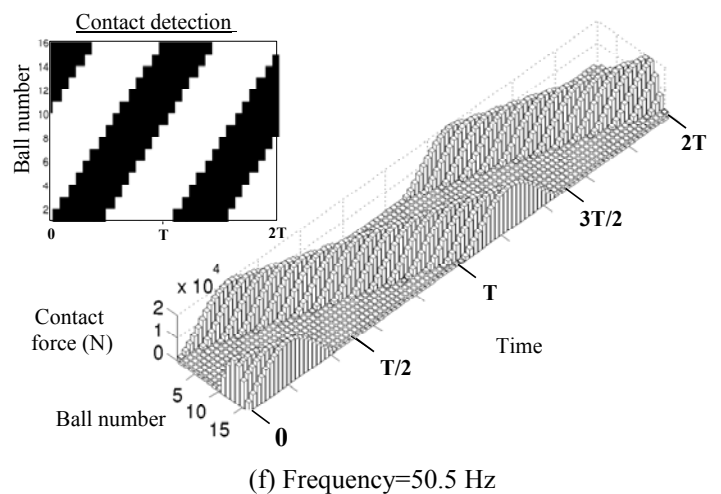 Contact detection
Ball number
16
14
12
10
8
6
4
2
0 T 2T
x 10 4
2
1
0
Contact
force (N)
5
10
15
Ball number
0
T/2
T
3T/2
2T
Time
(f) Frequency=50.5 Hz